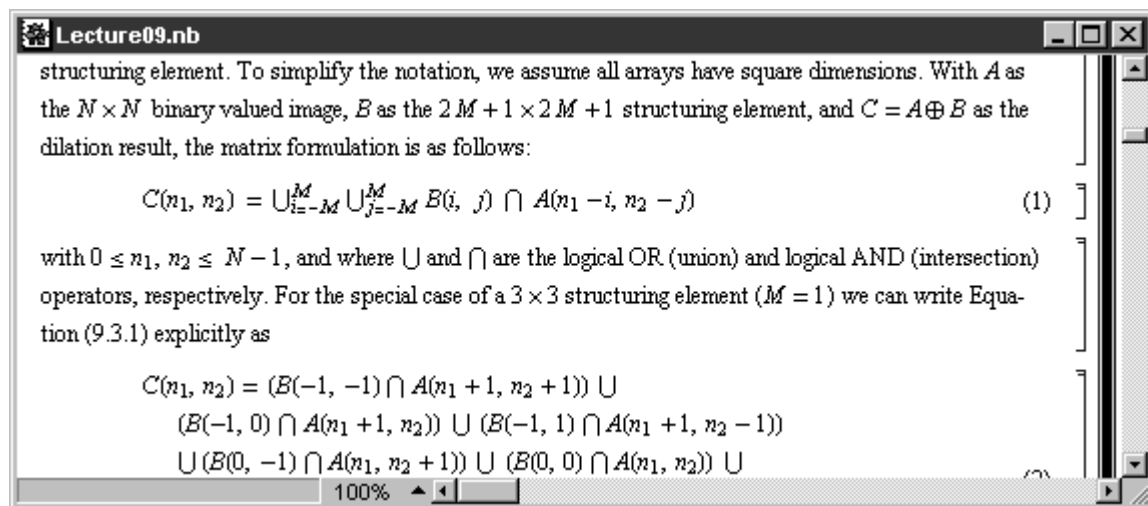 Lecture09.nb
structuring element. To simplify the notation, we assume all arrays have square dimensions. With A as
the N × N binary valued image, B as the 2 M + 1 × 2 M + 1 structuring element, and C = A ⊕ B as the
dilation result, the matrix formulation is as follows:
C(n₁, n₂) = ⋃ᴹᵢ₌₋ᴹ ⋃ᴹⱼ₌₋ᴹ B(i, j) ⋂ A(n₁ − i, n₂ − j) (1)
with 0 ≤ n₁, n₂ ≤ N − 1, and where ⋃ and ⋂ are the logical OR (union) and logical AND (intersection)
operators, respectively. For the special case of a 3 × 3 structuring element (M = 1) we can write Equa-
tion (9.3.1) explicitly as
C(n₁, n₂) = (B(−1, −1) ⋂ A(n₁ + 1, n₂ + 1)) ⋃
(B(−1, 0) ⋂ A(n₁ + 1, n₂)) ⋃ (B(−1, 1) ⋂ A(n₁ + 1, n₂ − 1))
⋃ (B(0, −1) ⋂ A(n₁, n₂ + 1)) ⋃ (B(0, 0) ⋂ A(n₁, n₂)) ⋃
100%